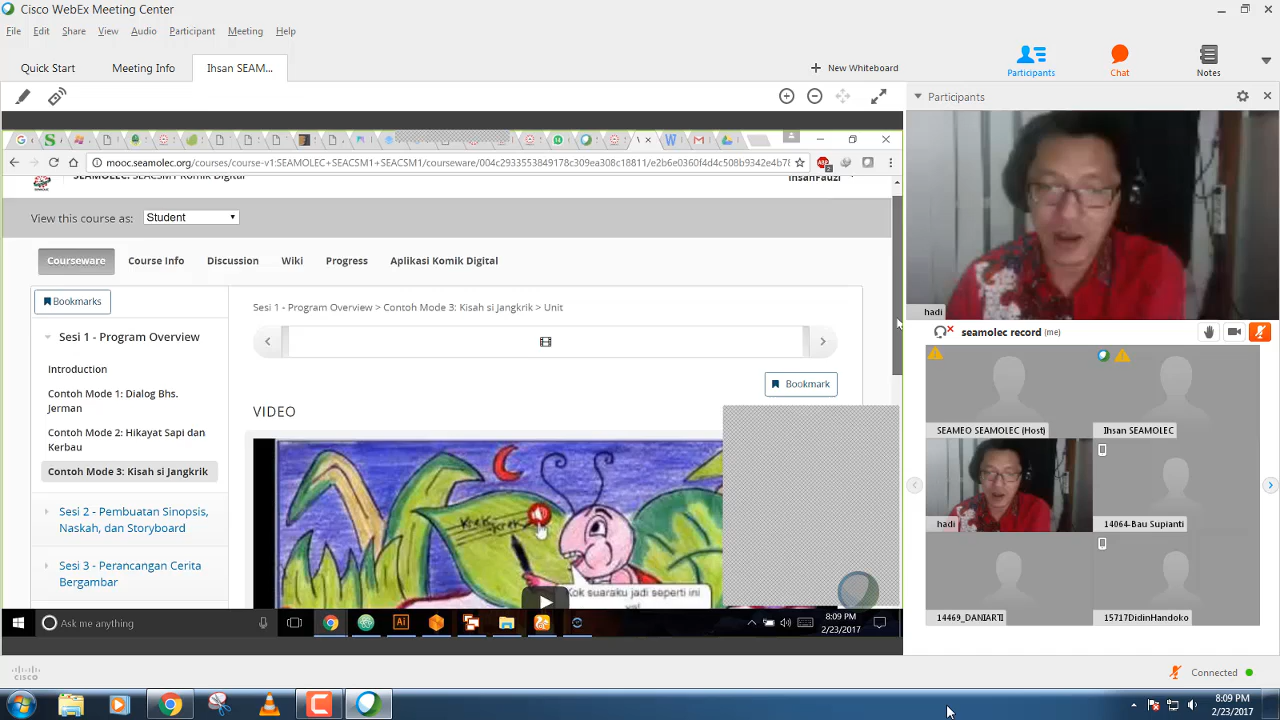 Cisco WebEx Meeting Center
File Edit Share View Audio Participant Meeting Help
Quick Start Meeting Info Ihsan SEAM...
New Whiteboard
Participants Chat Notes
Participants
mooc.seamolec.org/courses/course-v1:SEAMOLEC+SEACSM1+SEACSM1/courseware/004c2933553849178c309ea308c18811/e2b6e0360f4d4c508b9342e4b7f
SEAMOLEC: SEACSM1 Komik Digital
IhsanFauzi
View this course as: Student
Courseware Course Info Discussion Wiki Progress Aplikasi Komik Digital
Bookmarks
Sesi 1 - Program Overview > Contoh Mode 3: Kisah si Jangkrik > Unit
Sesi 1 - Program Overview
Introduction
Contoh Mode 1: Dialog Bhs.
Jerman
Contoh Mode 2: Hikayat Sapi dan
Kerbau
Contoh Mode 3: Kisah si Jangkrik
Sesi 2 - Pembuatan Sinopsis,
Naskah, dan Storyboard
Sesi 3 - Perancangan Cerita
Bergambar
Bookmark
VIDEO
Kok suaraku jadi seperti ini
ya!
Ask me anything
8:09 PM
2/23/2017
hadi
seamolec record (me)
SEAMEO SEAMOLEC (Host)
Ihsan SEAMOLEC
hadi
14064-Bau Supianti
14469_DANIARTI
15717DidinHandoko
cisco
Connected
8:09 PM
2/23/2017